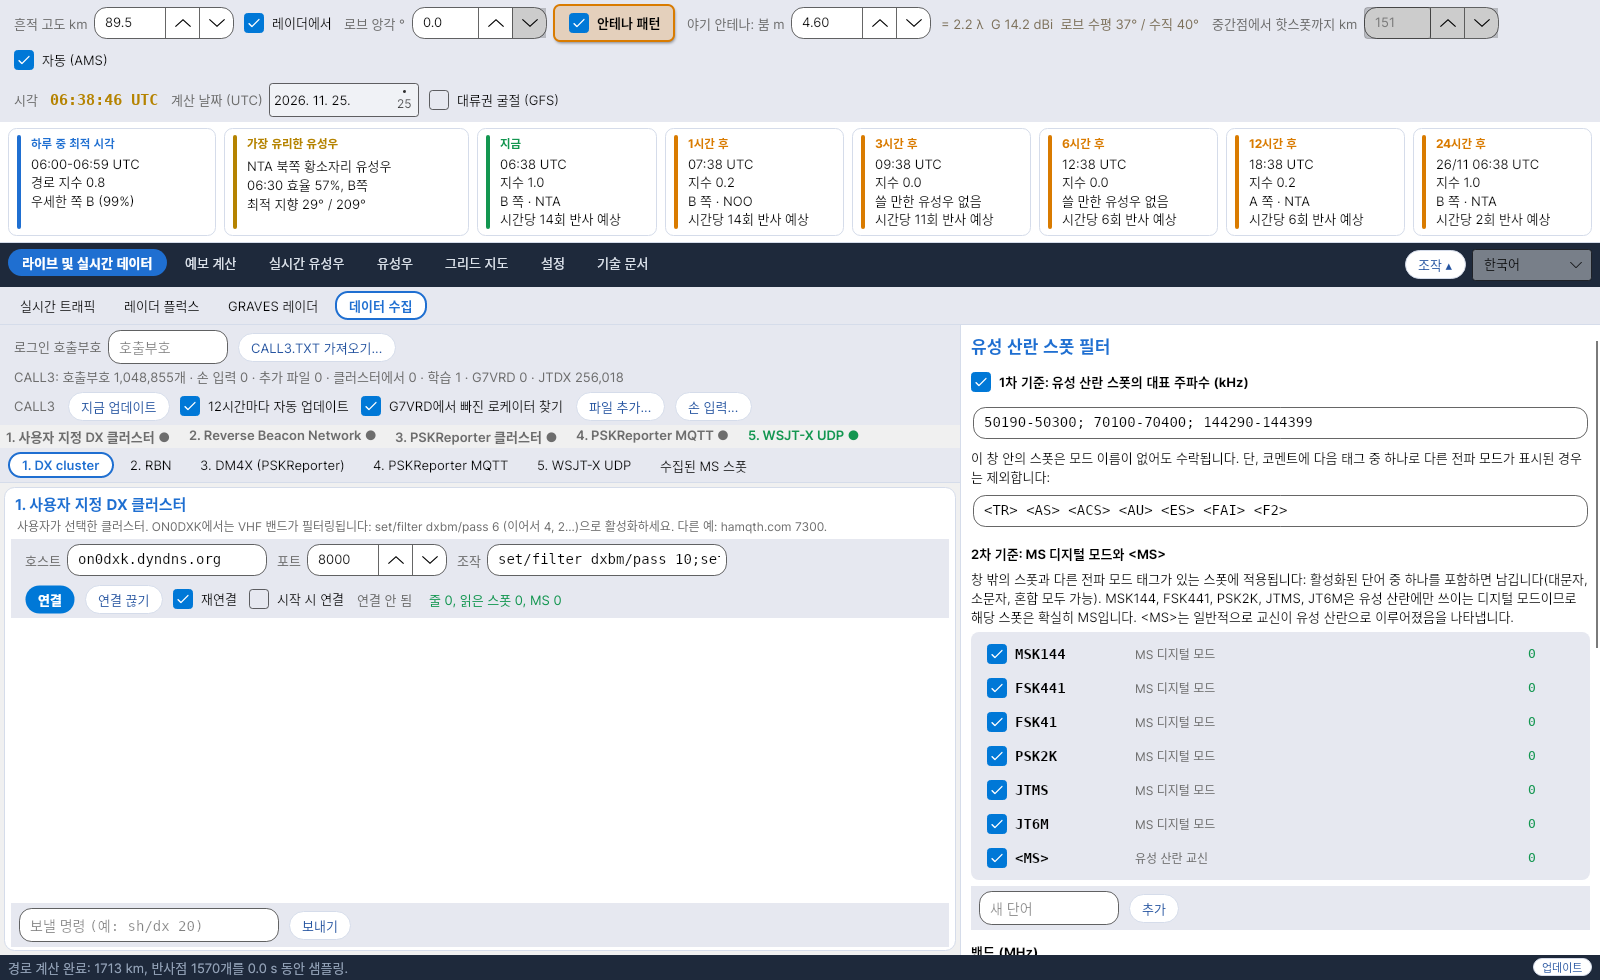 흔적 고도 km 89.5 레이더에서 로브 앙각 ° 0.0 안테나 패턴 야기 안테나: 붐 m 4.60 = 2.2 λ G 14.2 dBi 로브 수평 37° / 수직 40° 중간점에서 핫스폿까지 km 151
자동 (AMS)
시각 06:38:46 UTC 계산 날짜 (UTC) 2026. 11. 25. 25 대류권 굴절 (GFS)
하루 중 최적 시각
06:00-06:59 UTC
경로 지수 0.8
우세한 쪽 B (99%)
가장 유리한 유성우
NTA 북쪽 황소자리 유성우
06:30 효율 57%, B쪽
최적 지향 29° / 209°
지금
06:38 UTC
지수 1.0
B 쪽 · NTA
시간당 14회 반사 예상
1시간 후
07:38 UTC
지수 0.2
B 쪽 · NOO
시간당 14회 반사 예상
3시간 후
09:38 UTC
지수 0.0
쓸 만한 유성우 없음
시간당 11회 반사 예상
6시간 후
12:38 UTC
지수 0.0
쓸 만한 유성우 없음
시간당 6회 반사 예상
12시간 후
18:38 UTC
지수 0.2
A 쪽 · NTA
시간당 6회 반사 예상
24시간 후
26/11 06:38 UTC
지수 1.0
B 쪽 · NTA
시간당 2회 반사 예상
라이브 및 실시간 데이터 예보 계산 실시간 유성우 유성우 그리드 지도 설정 기술 문서 조작 ▴ 한국어
실시간 트래픽 레이더 플럭스 GRAVES 레이더 데이터 수집
로그인 호출부호 호출부호 CALL3.TXT 가져오기...
CALL3: 호출부호 1,048,855개 · 손 입력 0 · 추가 파일 0 · 클러스터에서 0 · 학습 1 · G7VRD 0 · JTDX 256,018
CALL3 지금 업데이트 12시간마다 자동 업데이트 G7VRD에서 빠진 로케이터 찾기 파일 추가... 손 입력...
1. 사용자 지정 DX 클러스터 ● 2. Reverse Beacon Network ● 3. PSKReporter 클러스터 ● 4. PSKReporter MQTT ● 5. WSJT-X UDP ●
1. DX cluster 2. RBN 3. DM4X (PSKReporter) 4. PSKReporter MQTT 5. WSJT-X UDP 수집된 MS 스폿
1. 사용자 지정 DX 클러스터
사용자가 선택한 클러스터. ON0DXK에서는 VHF 밴드가 필터링됩니다: set/filter dxbm/pass 6 (이어서 4, 2...)으로 활성화하세요. 다른 예: hamqth.com 7300.
호스트 on0dxk.dyndns.org 포트 8000 조작 set/filter dxbm/pass 10;se
연결 연결 끊기 재연결 시작 시 연결 연결 안 됨 줄 0, 읽은 스폿 0, MS 0
보낼 명령 (예: sh/dx 20) 보내기
유성 산란 스폿 필터
1차 기준: 유성 산란 스폿의 대표 주파수 (kHz)
50190-50300; 70100-70400; 144290-144399
이 창 안의 스폿은 모드 이름이 없어도 수락됩니다. 단, 코멘트에 다음 태그 중 하나로 다른 전파 모드가 표시된 경우
는 제외합니다:
<TR> <AS> <ACS> <AU> <ES> <FAI> <F2>
2차 기준: MS 디지털 모드와 <MS>
창 밖의 스폿과 다른 전파 모드 태그가 있는 스폿에 적용됩니다: 활성화된 단어 중 하나를 포함하면 남깁니다(대문자,
소문자, 혼합 모두 가능). MSK144, FSK441, PSK2K, JTMS, JT6M은 유성 산란에만 쓰이는 디지털 모드이므로
해당 스폿은 확실히 MS입니다. <MS>는 일반적으로 교신이 유성 산란으로 이루어졌음을 나타냅니다.
MSK144 MS 디지털 모드 0
FSK441 MS 디지털 모드 0
FSK41 MS 디지털 모드 0
PSK2K MS 디지털 모드 0
JTMS MS 디지털 모드 0
JT6M MS 디지털 모드 0
<MS> 유성 산란 교신 0
새 단어 추가
밴드 (MHz)
경로 계산 완료: 1713 km, 반사점 1570개를 0.0 s 동안 샘플링. 업데이트